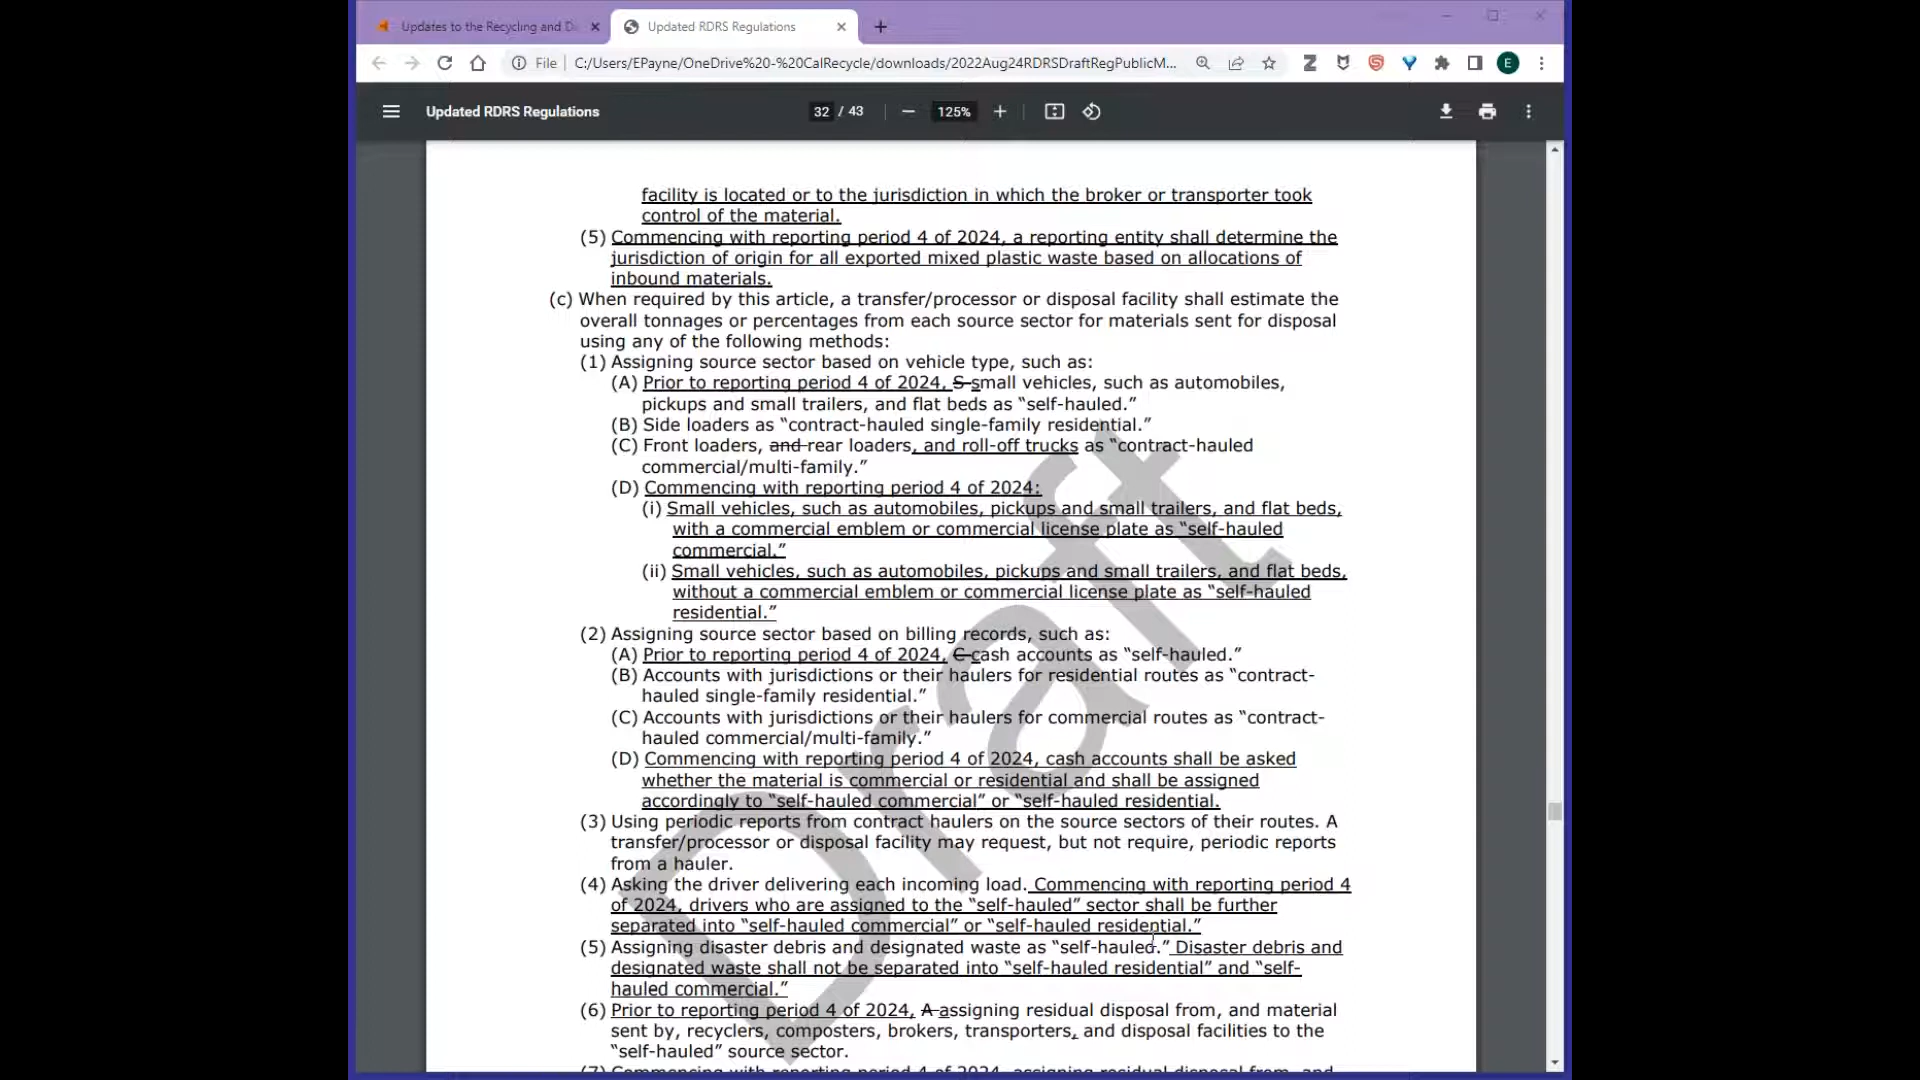 Updates to the Recycling and Di
Updated RDRS Regulations
File
C:/Users/EPayne/OneDrive%20-%20CalRecycle/downloads/2022Aug24RDRSDraftRegPublicM...
E
Updated RDRS Regulations
32 / 43
125%
facility is located or to the jurisdiction in which the broker or transporter took
control of the material.
(5) Commencing with reporting period 4 of 2024, a reporting entity shall determine the
jurisdiction of origin for all exported mixed plastic waste based on allocations of
inbound materials.
(c) When required by this article, a transfer/processor or disposal facility shall estimate the
overall tonnages or percentages from each source sector for materials sent for disposal
using any of the following methods:
(1) Assigning source sector based on vehicle type, such as:
(A) Prior to reporting period 4 of 2024, S small vehicles, such as automobiles,
pickups and small trailers, and flat beds as “self-hauled.”
(B) Side loaders as “contract-hauled single-family residential.”
(C) Front loaders, and rear loaders, and roll-off trucks as “contract-hauled
commercial/multi-family.”
(D) Commencing with reporting period 4 of 2024:
(i) Small vehicles, such as automobiles, pickups and small trailers, and flat beds,
with a commercial emblem or commercial license plate as “self-hauled
commercial.”
(ii) Small vehicles, such as automobiles, pickups and small trailers, and flat beds,
without a commercial emblem or commercial license plate as “self-hauled
residential.”
(2) Assigning source sector based on billing records, such as:
(A) Prior to reporting period 4 of 2024, C cash accounts as “self-hauled.”
(B) Accounts with jurisdictions or their haulers for residential routes as “contract-
hauled single-family residential.”
(C) Accounts with jurisdictions or their haulers for commercial routes as “contract-
hauled commercial/multi-family.”
(D) Commencing with reporting period 4 of 2024, cash accounts shall be asked
whether the material is commercial or residential and shall be assigned
accordingly to “self-hauled commercial” or “self-hauled residential.
(3) Using periodic reports from contract haulers on the source sectors of their routes. A
transfer/processor or disposal facility may request, but not require, periodic reports
from a hauler.
(4) Asking the driver delivering each incoming load. Commencing with reporting period 4
of 2024, drivers who are assigned to the “self-hauled” sector shall be further
separated into “self-hauled commercial” or “self-hauled residential.”
(5) Assigning disaster debris and designated waste as “self-hauled.” Disaster debris and
designated waste shall not be separated into “self-hauled residential” and “self-
hauled commercial.”
(6) Prior to reporting period 4 of 2024, A assigning residual disposal from, and material
sent by, recyclers, composters, brokers, transporters, and disposal facilities to the
“self-hauled” source sector.
(7) Commencing with reporting period 4 of 2024, assigning residual disposal from, and
Draft